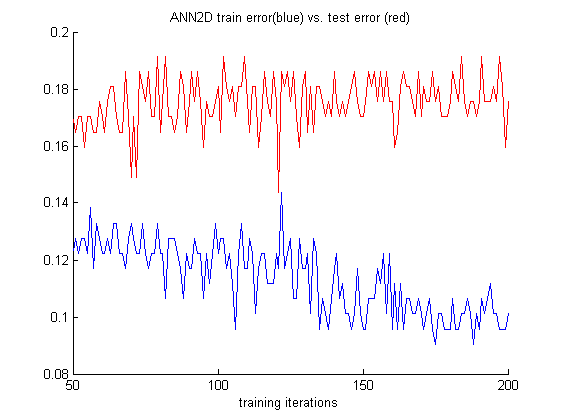 ANN2D train error(blue) vs. test error (red)
0.2
0.18
0.16
0.14
0.12
0.1
0.08
50 100 150 200
training iterations